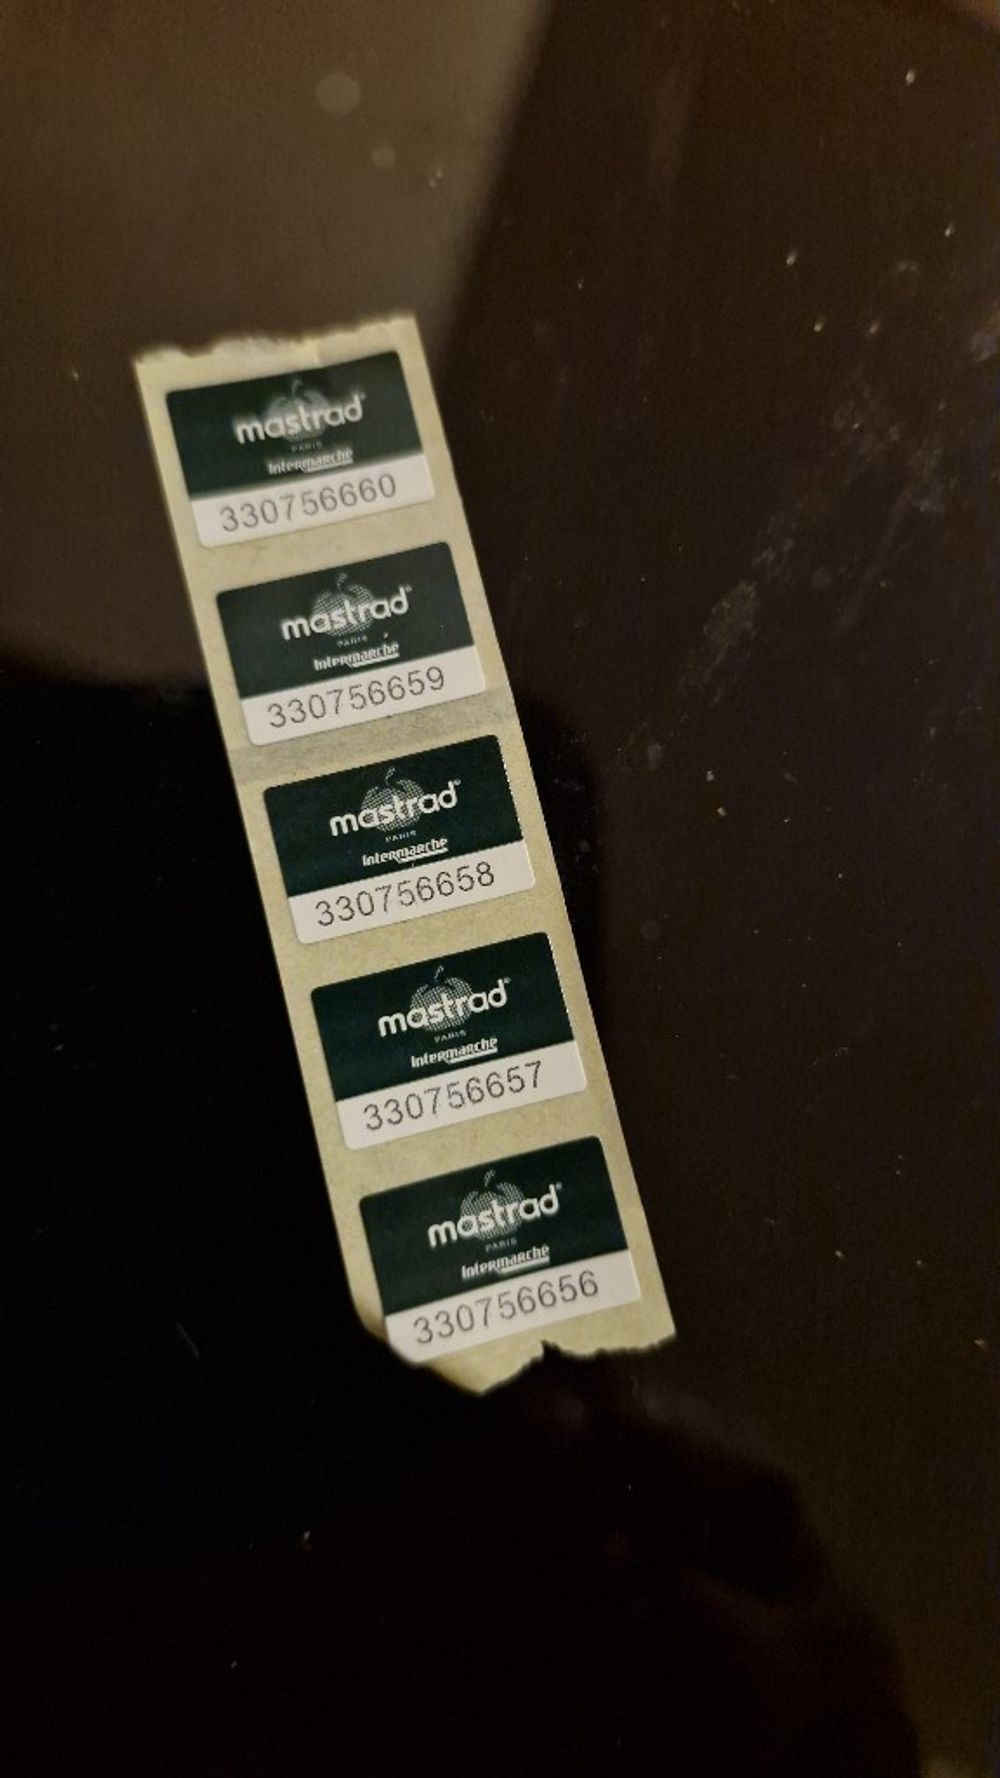 mastrad®
PARIS
Intermarché
330756660
mastrad®
PARIS
Intermarché
330756659
mastrad®
PARIS
Intermarché
330756658
mastrad®
PARIS
Intermarché
330756657
mastrad®
PARIS
Intermarché
330756656